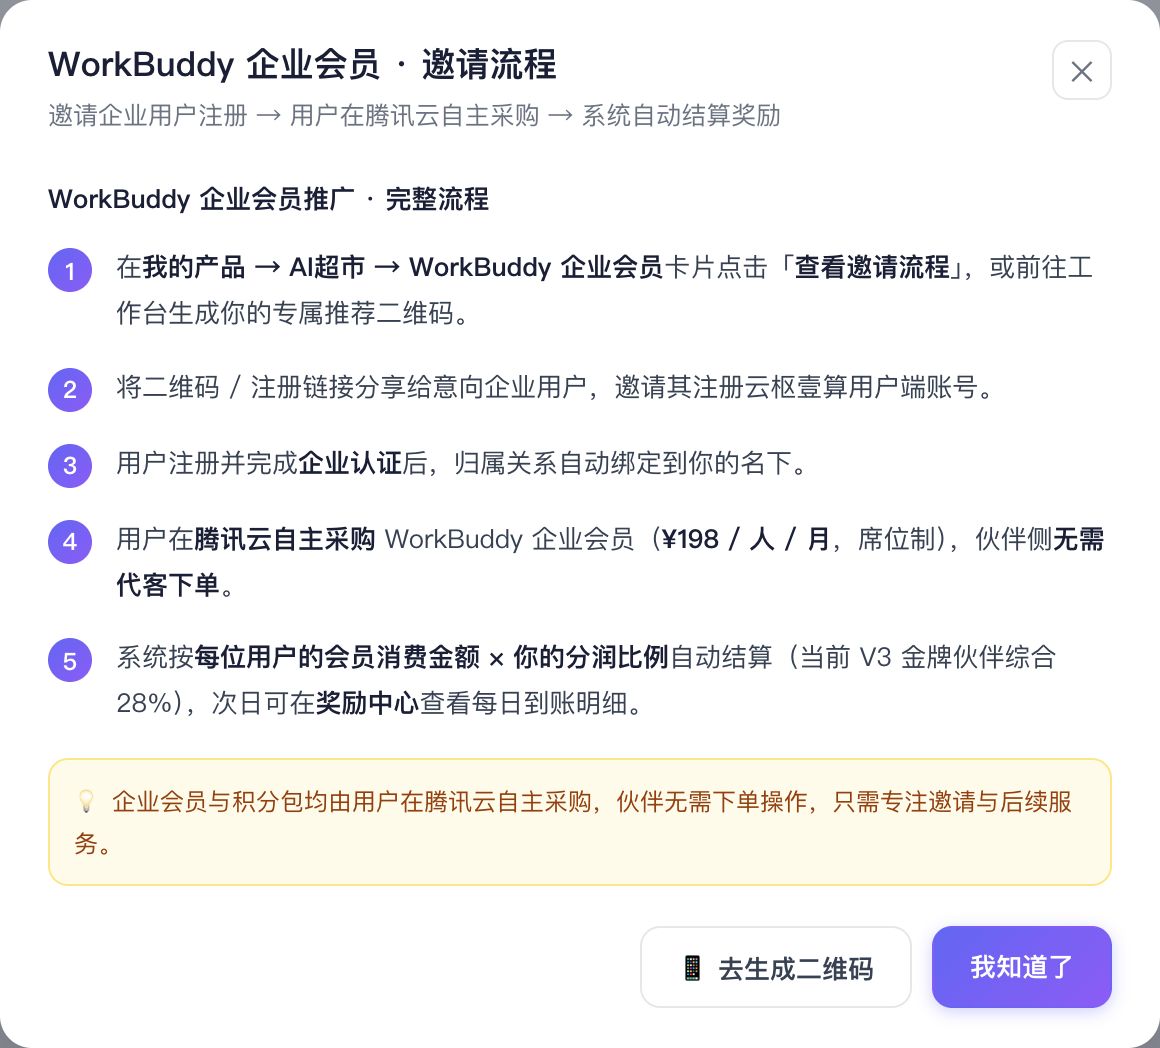 WorkBuddy 企业会员 · 邀请流程
邀请企业用户注册 → 用户在腾讯云自主采购 → 系统自动结算奖励
WorkBuddy 企业会员推广 · 完整流程
1 在我的产品 → AI超市 → WorkBuddy 企业会员卡片点击「查看邀请流程」，或前往工
作台生成你的专属推荐二维码。
2 将二维码 / 注册链接分享给意向企业用户，邀请其注册云枢壹算用户端账号。
3 用户注册并完成企业认证后，归属关系自动绑定到你的名下。
4 用户在腾讯云自主采购 WorkBuddy 企业会员（¥198 / 人 / 月，席位制），伙伴侧无需
代客下单。
5 系统按每位用户的会员消费金额 × 你的分润比例自动结算（当前 V3 金牌伙伴综合
28%），次日可在奖励中心查看每日到账明细。
💡 企业会员与积分包均由用户在腾讯云自主采购，伙伴无需下单操作，只需专注邀请与后续服
务。
📱 去生成二维码
我知道了